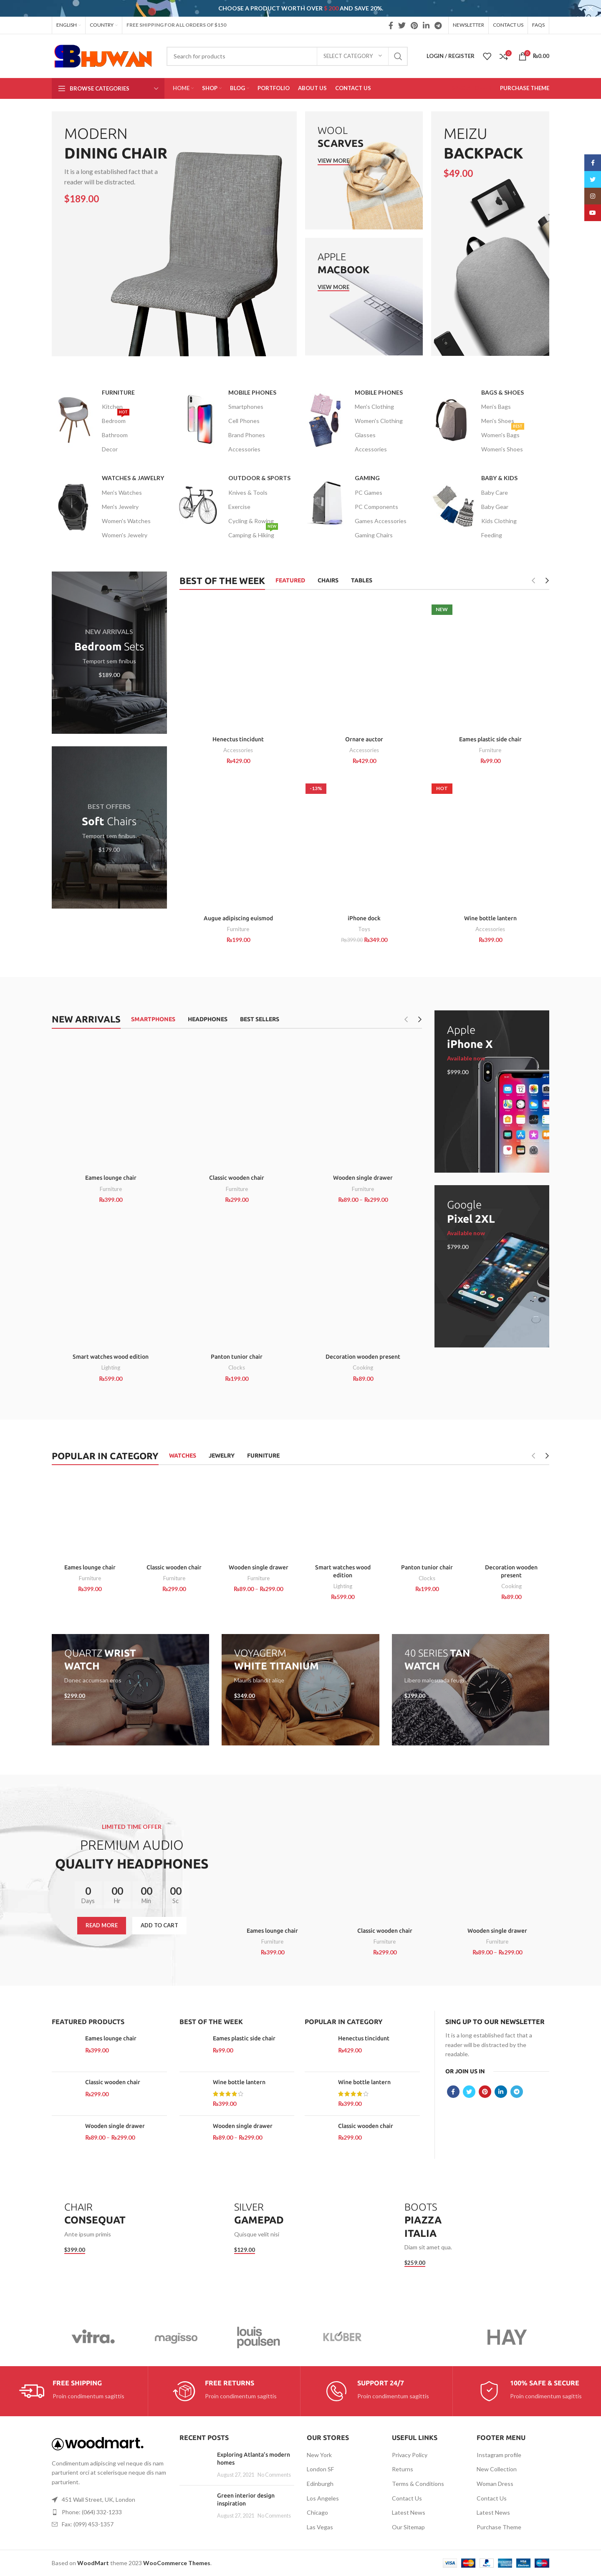 CHOOSE A PRODUCT WORTH OVER $350 AND SAVE 20%.
ENGLISH
COUNTRY
FREE SHIPPING FOR ALL ORDERS OF $150
NEWSLETTER
CONTACT US
FAQS
SBHUWAN
Search for products
SELECT CATEGORY
LOGIN / REGISTER
0
0
₨0.00
BROWSE CATEGORIES
HOME
SHOP
BLOG
PORTFOLIO
ABOUT US
CONTACT US
PURCHASE THEME
MODERN
DINING CHAIR
It is a long established fact that a
reader will be distracted.
$189.00
WOOL
SCARVES
VIEW MORE
APPLE
MACBOOK
VIEW MORE
MEIZU
BACKPACK
$49.00
FURNITURE
Kitchen
HOT
Bedroom
Bathroom
Decor
MOBILE PHONES
Smartphones
Cell Phones
Brand Phones
Accessories
MOBILE PHONES
Men's Clothing
Women's Clothing
Glasses
Accessories
BAGS & SHOES
Men's Bags
Men's Shoes
Women's Bags
Women's Shoes
WATCHES & JEWELRY
Men's Watches
Men's Jewelry
Women's Watches
Women's Jewelry
OUTDOOR & SPORTS
Knives & Tools
Exercise
Cycling & Rowing
NEW
Camping & Hiking
GAMING
PC Games
PC Components
Games Accessories
Gaming Chairs
BABY & KIDS
Baby Care
Baby Gear
Kids Clothing
Feeding
NEW ARRIVALS
Bedroom Sets
Temport sem finibus
$189.00
BEST OFFERS
Soft Chairs
Temport sem finibus.
$179.00
BEST OF THE WEEK
FEATURED
CHAIRS
TABLES
Henectus tincidunt
Accessories
₨429.00
Ornare auctor
Accessories
₨429.00
NEW
Eames plastic side chair
Furniture
₨99.00
Augue adipiscing euismod
Furniture
₨199.00
-13%
iPhone dock
Toys
₨399.00 ₨349.00
HOT
Wine bottle lantern
Accessories
₨399.00
NEW ARRIVALS
SMARTPHONES
HEADPHONES
BEST SELLERS
Eames lounge chair
Furniture
₨399.00
Classic wooden chair
Furniture
₨299.00
Wooden single drawer
Furniture
₨89.00 – ₨299.00
Smart watches wood edition
Lighting
₨599.00
Panton tunior chair
Clocks
₨199.00
Decoration wooden present
Cooking
₨89.00
Apple
iPhone X
Available now
$999.00
Google
Pixel 2XL
Available now
$799.00
POPULAR IN CATEGORY
WATCHES
JEWELRY
FURNITURE
Eames lounge chair
Furniture
₨399.00
Classic wooden chair
Furniture
₨299.00
Wooden single drawer
Furniture
₨89.00 – ₨299.00
Smart watches wood
edition
Lighting
₨599.00
Panton tunior chair
Clocks
₨199.00
Decoration wooden
present
Cooking
₨89.00
QUARTZ WRIST
WATCH
Donec accumsan eros
$299.00
VOYAGERM
WHITE TITANIUM
Mauris blandit alion
$349.00
40 SERIES TAN
WATCH
Libero malesuada feugi
$399.00
LIMITED TIME OFFER
PREMIUM AUDIO
QUALITY HEADPHONES
0
Days
00
Hr
00
Min
00
Sc
READ MORE
ADD TO CART
Eames lounge chair
Furniture
₨399.00
Classic wooden chair
Furniture
₨299.00
Wooden single drawer
Furniture
₨89.00 – ₨299.00
FEATURED PRODUCTS
Eames lounge chair
₨399.00
Classic wooden chair
₨299.00
Wooden single drawer
₨89.00 – ₨299.00
BEST OF THE WEEK
Eames plastic side chair
₨99.00
Wine bottle lantern
₨399.00
Wooden single drawer
₨89.00 – ₨299.00
POPULAR IN CATEGORY
Henectus tincidunt
₨429.00
Wine bottle lantern
₨399.00
Classic wooden chair
₨299.00
SING UP TO OUR NEWSLETTER
It is a long established fact that a
reader will be distracted by the
readable.
OR JOIN US IN
CHAIR
CONSEQUAT
Ante ipsum primis
$399.00
SILVER
GAMEPAD
Quisque velit nisi
$129.00
BOOTS
PIAZZA
ITALIA
Diam sit amet qua.
$259.00
vitra.
magisso
louis
poulsen
KLÖBER
HAY
FREE SHIPPING
Proin condimentum sagittis
FREE RETURNS
Proin condimentum sagittis
SUPPORT 24/7
Proin condimentum sagittis
100% SAFE & SECURE
Proin condimentum sagittis
woodmart.
Condimentum adipiscing vel neque dis nam
parturient orci at scelerisque neque dis nam
parturient.
451 Wall Street, UK, London
Phone: (064) 332-1233
Fax: (099) 453-1357
RECENT POSTS
Exploring Atlanta's modern
homes
August 27, 2021 No Comments
Green interior design
inspiration
August 27, 2021 No Comments
OUR STORES
New York
London SF
Edinburgh
Los Angeles
Chicago
Las Vegas
USEFUL LINKS
Privacy Policy
Returns
Terms & Conditions
Contact Us
Latest News
Our Sitemap
FOOTER MENU
Instagram profile
New Collection
Woman Dress
Contact Us
Latest News
Purchase Theme
Based on WoodMart theme 2023 WooCommerce Themes.
VISA
PayPal
VISA